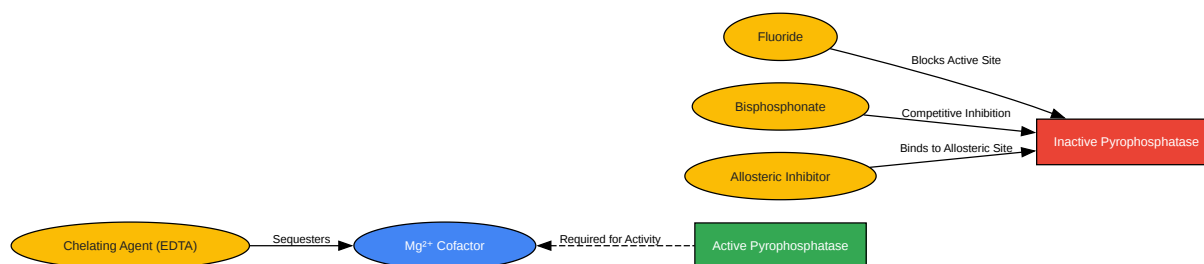 Fluoride
Blocks Active Site
Bisphosphonate
Competitive Inhibition
Inactive Pyrophosphatase
Binds to Allosteric Site
Allosteric Inhibitor
Chelating Agent (EDTA)
Sequesters
Mg²⁺ Cofactor
Required for Activity
Active Pyrophosphatase